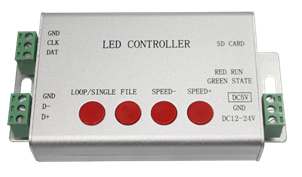 GND
CLK
DAT
LED CONTROLLER
SD CARD
RED RUN
GREEN STATE
GND
D-
D+
LOOP/SINGLE FILE SPEED- SPEED+
DC5V
GND
DC12-24V